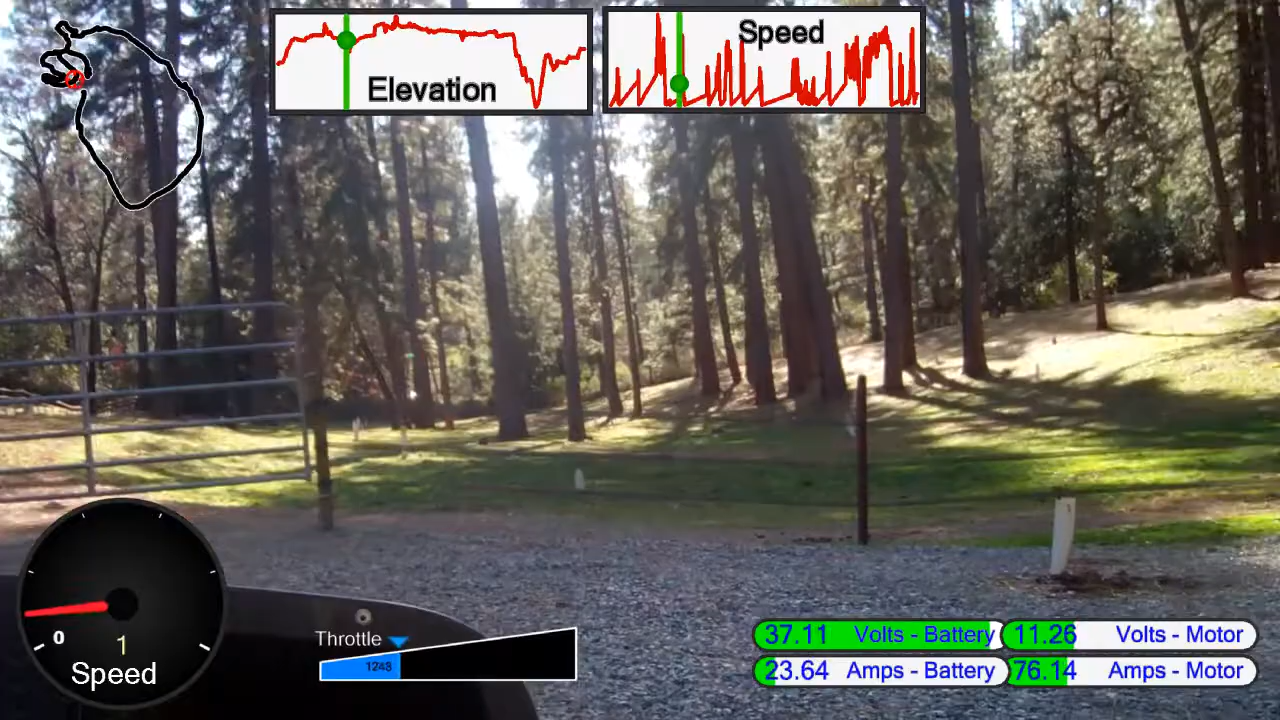 Elevation
Speed
0
1
Speed
Throttle
1248
37.11 Volts - Battery
11.26 Volts - Motor
23.64 Amps - Battery
76.14 Amps - Motor